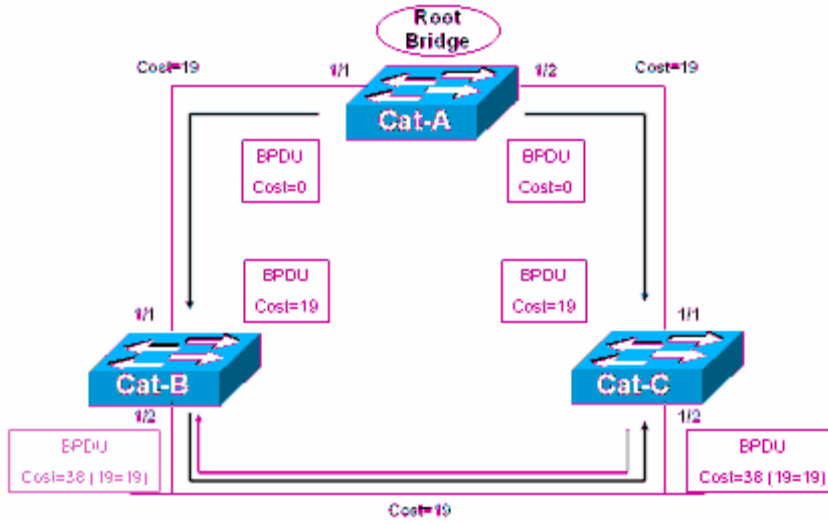 Root
Bridge
Cost=19
1/1
1/2
Cost=19
Cat-A
BPDU
Cost=0
BPDU
Cost=0
BPDU
Cost=19
BPDU
Cost=19
1/1
1/1
Cat-B
Cat-C
1/2
1/2
BPDU
Cost=38 (19=19)
BPDU
Cost=38 (19=19)
Cost=19